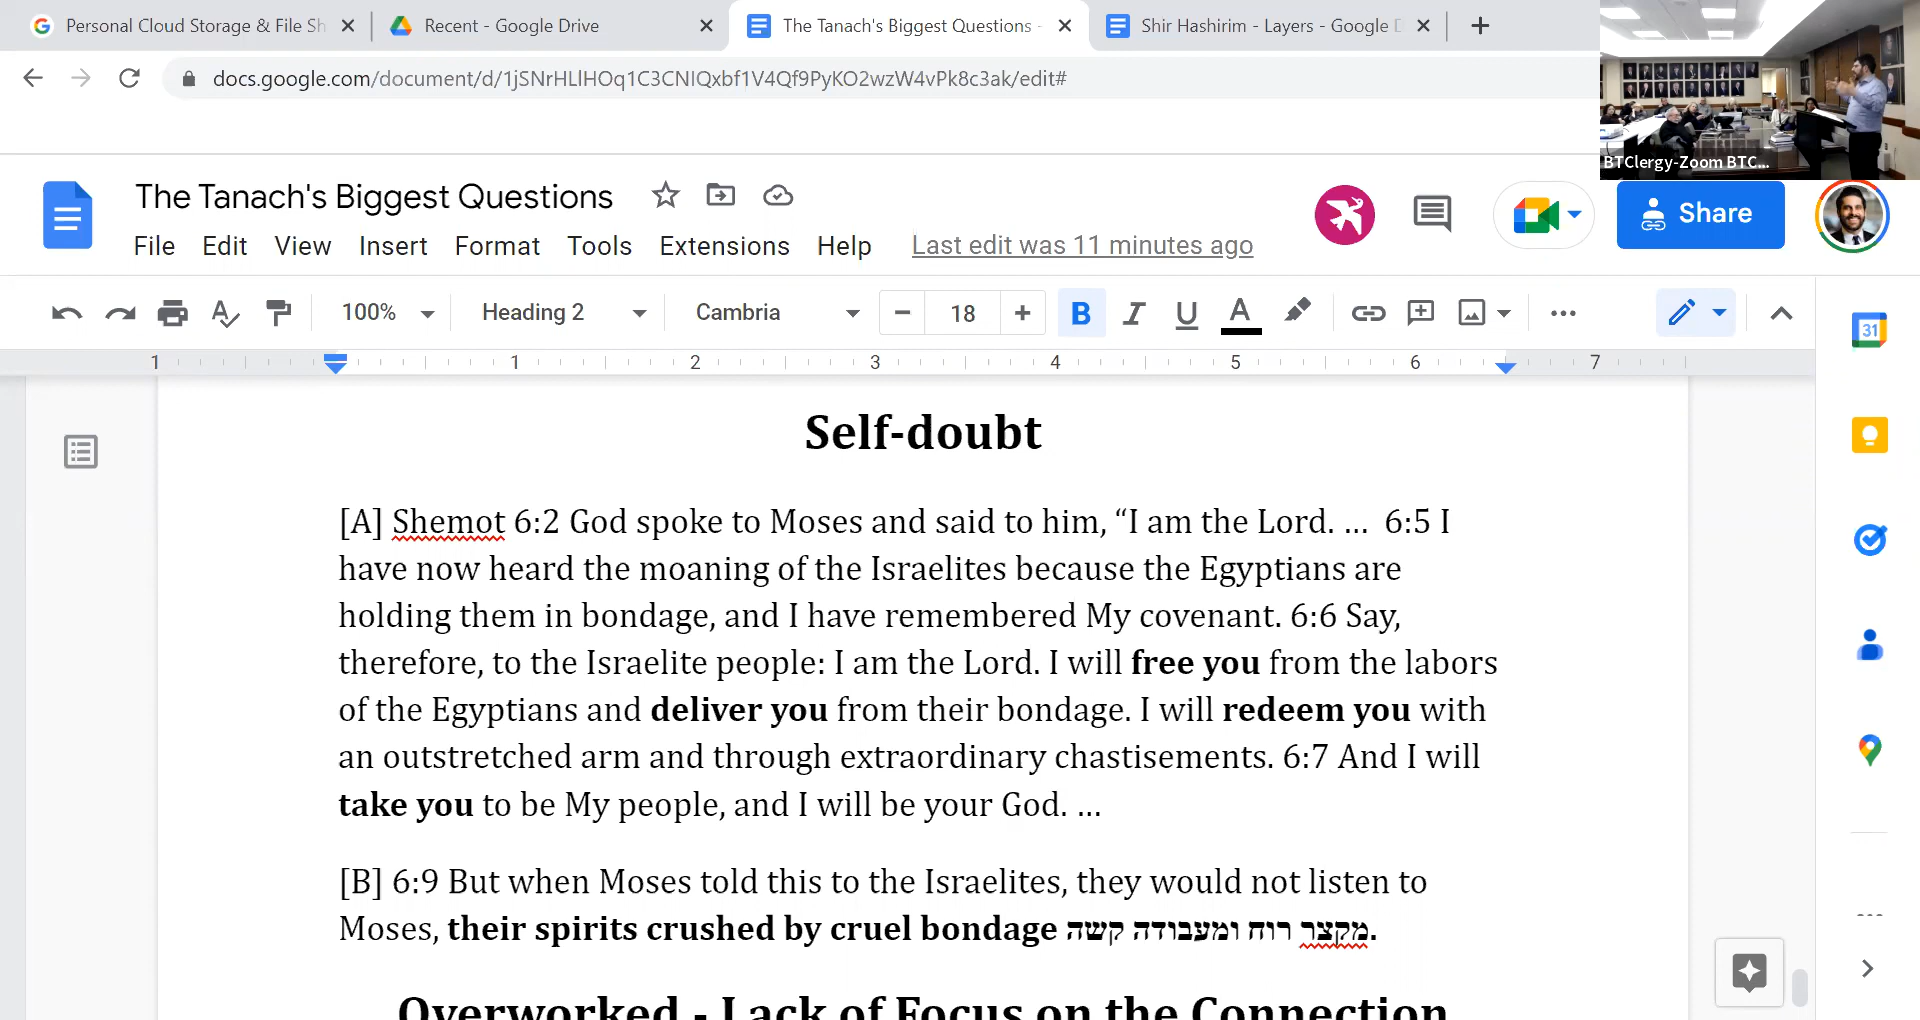 Personal Cloud Storage & File Sh
Recent - Google Drive
The Tanach's Biggest Questions -
Shir Hashirim - Layers - Google D
docs.google.com/document/d/1jSNrHLlHOq1C3CNIQxbf1V4Qf9PyKO2wzW4vPk8c3ak/edit#
BTClergy-Zoom BTC...
The Tanach's Biggest Questions
Share
File Edit View Insert Format Tools Extensions Help Last edit was 11 minutes ago
100% Heading 2 Cambria 18 B I U A
31
1 1 2 3 4 5 6 7
Self-doubt
[A] Shemot 6:2 God spoke to Moses and said to him, “I am the Lord. ... 6:5 I
have now heard the moaning of the Israelites because the Egyptians are
holding them in bondage, and I have remembered My covenant. 6:6 Say,
therefore, to the Israelite people: I am the Lord. I will free you from the labors
of the Egyptians and deliver you from their bondage. I will redeem you with
an outstretched arm and through extraordinary chastisements. 6:7 And I will
take you to be My people, and I will be your God. ...
[B] 6:9 But when Moses told this to the Israelites, they would not listen to
Moses, their spirits crushed by cruel bondage מקצר רוח ומעבודה קשה.
Overworked - Lack of Focus on the Connection